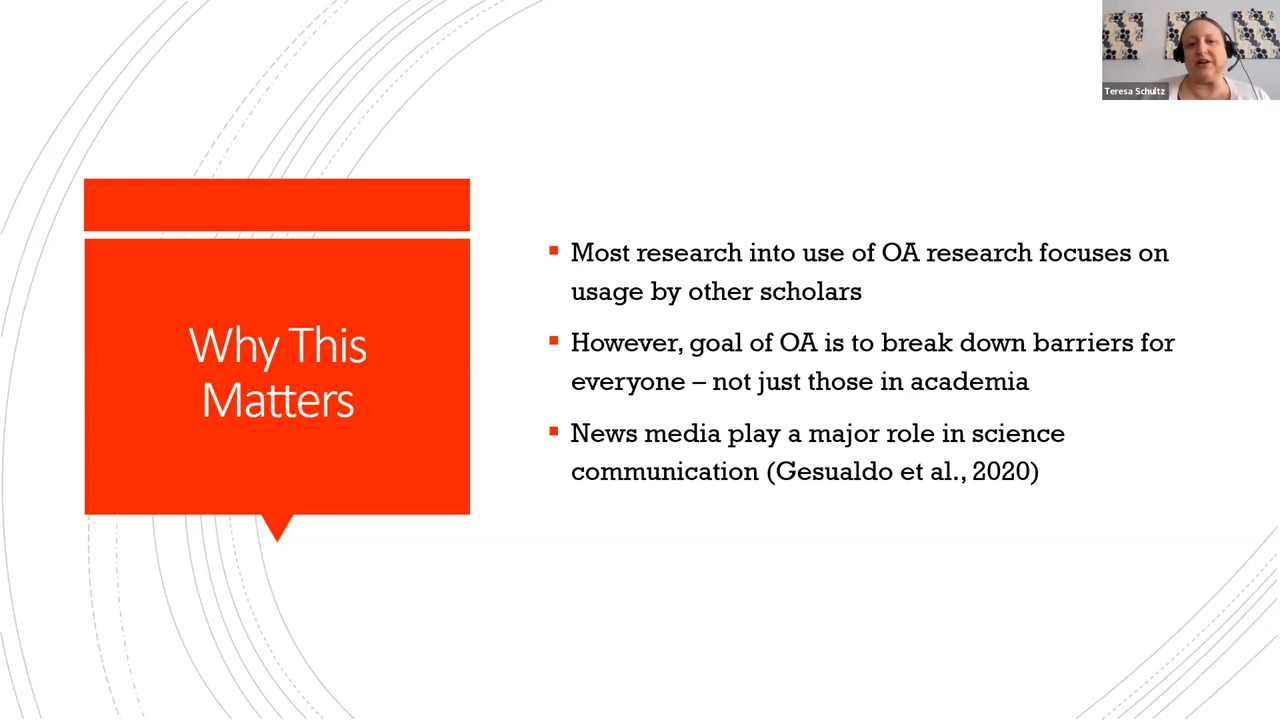 Teresa Schultz
Why This
Matters
Most research into use of OA research focuses on
usage by other scholars
However, goal of OA is to break down barriers for
everyone – not just those in academia
News media play a major role in science
communication (Gesualdo et al., 2020)